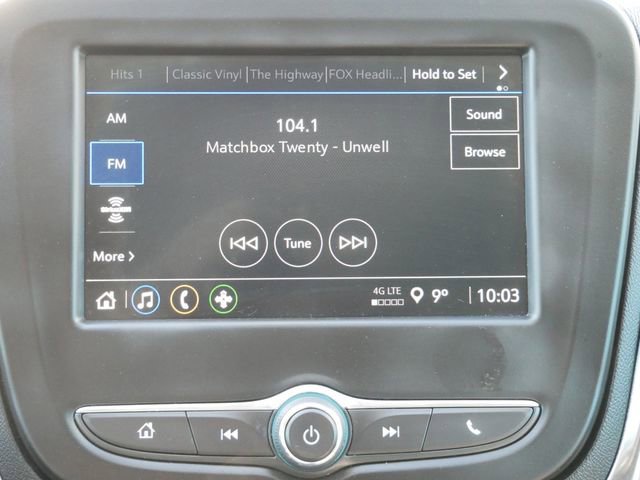 Hits 1 Classic Vinyl The Highway FOX Headli... Hold to Set
AM
104.1
Sound
Matchbox Twenty - Unwell
Browse
FM
SiriusXM
Tune
More
4G LTE
9° 10:03